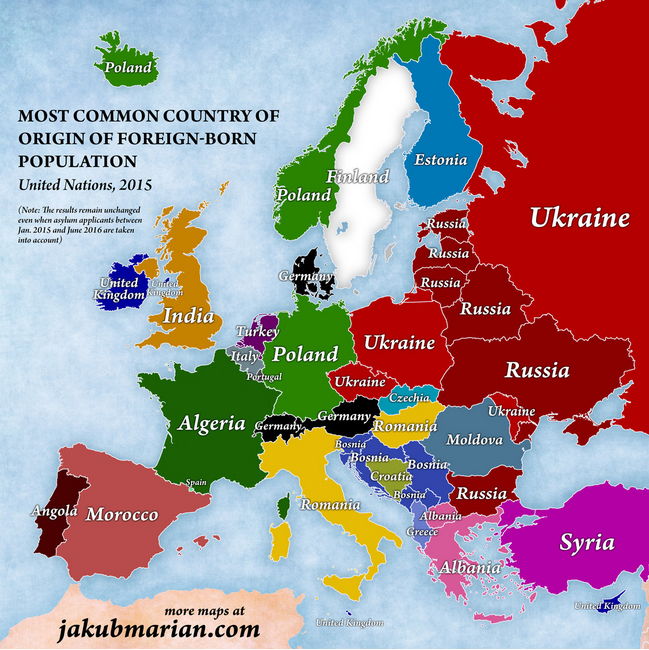 Poland
MOST COMMON COUNTRY OF
ORIGIN OF FOREIGN-BORN
POPULATION
United Nations, 2015
(Note: The results remain unchanged
even when asylum applicants between
Jan. 2015 and June 2016 are taken
into account)
Finland
Estonia
Poland
Ukraine
Russia
Russia
Russia
Russia
Germany
United
Kingdom
United
Kingdom
India
Turkey
Italy
Portugal
Poland
Ukraine
Russia
Ukraine
Czechia
Germany
Germany
Algeria
Romania
Moldova
Ukraine
Bosnia
Bosnia
Bosnia
Croatia
Bosnia
Spain
Romania
Russia
Albania
Greece
Albania
Angola
Morocco
Syria
United Kingdom
United Kingdom
more maps at
jakubmarian.com